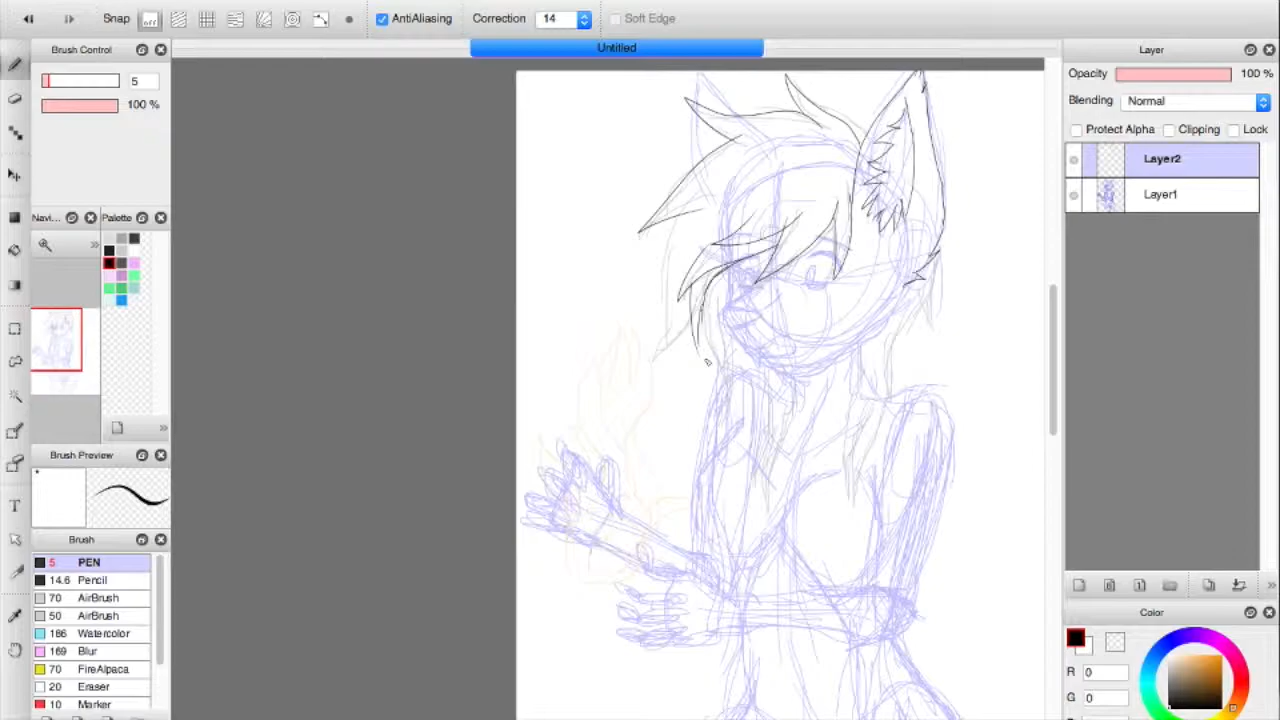 Snap AntiAliasing Correction 14 Soft Edge
Untitled
Brush Control
5
100 %
Navi... Palette
Brush Preview
Brush
5 PEN
14.6 Pencil
70 AirBrush
50 AirBrush
186 Watercolor
169 Blur
70 FireAlpaca
20 Eraser
10 Marker
Layer
Opacity 100 %
Blending Normal
Protect Alpha Clipping Lock
Layer2
Layer1
Color
R 0
G 0